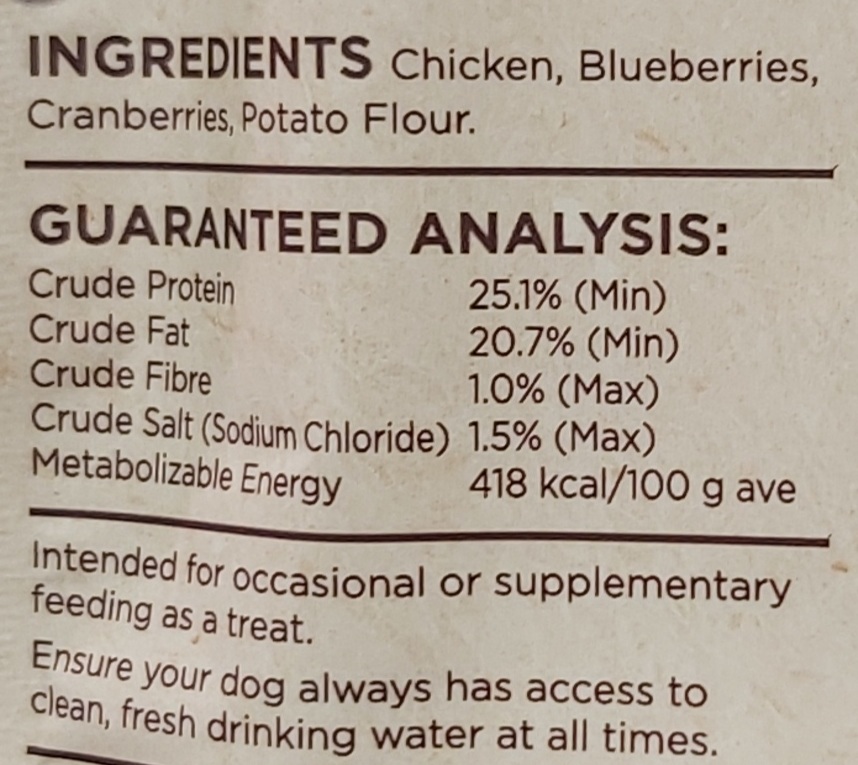 INGREDIENTS Chicken, Blueberries,
Cranberries, Potato Flour.
GUARANTEED ANALYSIS:
Crude Protein 25.1% (Min)
Crude Fat 20.7% (Min)
Crude Fibre 1.0% (Max)
Crude Salt (Sodium Chloride) 1.5% (Max)
Metabolizable Energy 418 kcal/100 g ave
Intended for occasional or supplementary
feeding as a treat.
Ensure your dog always has access to
clean, fresh drinking water at all times.